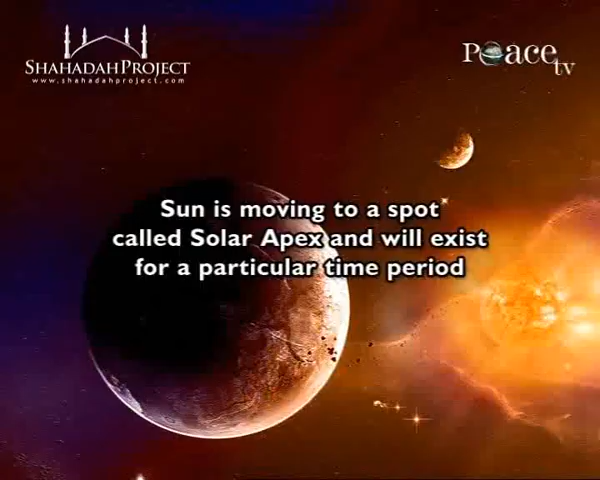 SHAHADAHPROJECT
www.shahadahproject.com
Peace tv
Sun is moving to a spot
called Solar Apex and will exist
for a particular time period